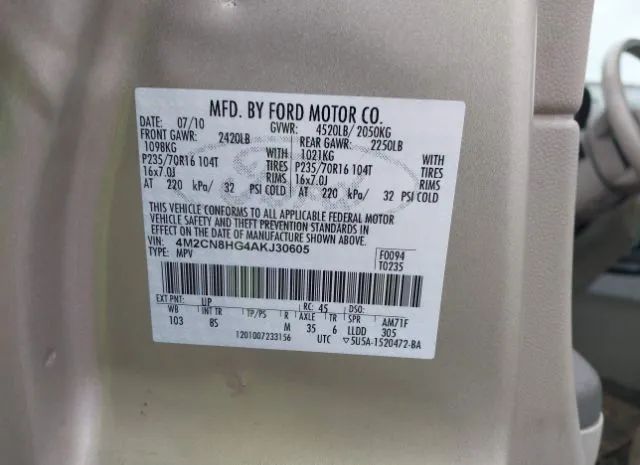 MFD. BY FORD MOTOR CO.
DATE: 07/10 GVWR: 4520LB/ 2050KG
FRONT GAWR: 2420LB REAR GAWR: 2250LB
1098KG WITH 1021KG WITH
P235/70R16 104T TIRES P235/70R16 104T TIRES
16x7.0J RIMS 16x7.0J RIMS
AT 220 kPa/ 32 PSI COLD AT 220 kPa/ 32 PSI COLD
THIS VEHICLE CONFORMS TO ALL APPLICABLE FEDERAL MOTOR
VEHICLE SAFETY AND THEFT PREVENTION STANDARDS IN
EFFECT ON THE DATE OF MANUFACTURE SHOWN ABOVE.
VIN: 4M2CN8HG4AKJ30605 F0094
TYPE: MPV T0235
EXT PNT: UP RC: 45 DSO:
WB INT TR TP/PS R AXLE TR SPR AM71F
103 BS M 35 6 LLDD 305
1201007233156 UTC 5U5A-1520472-BA